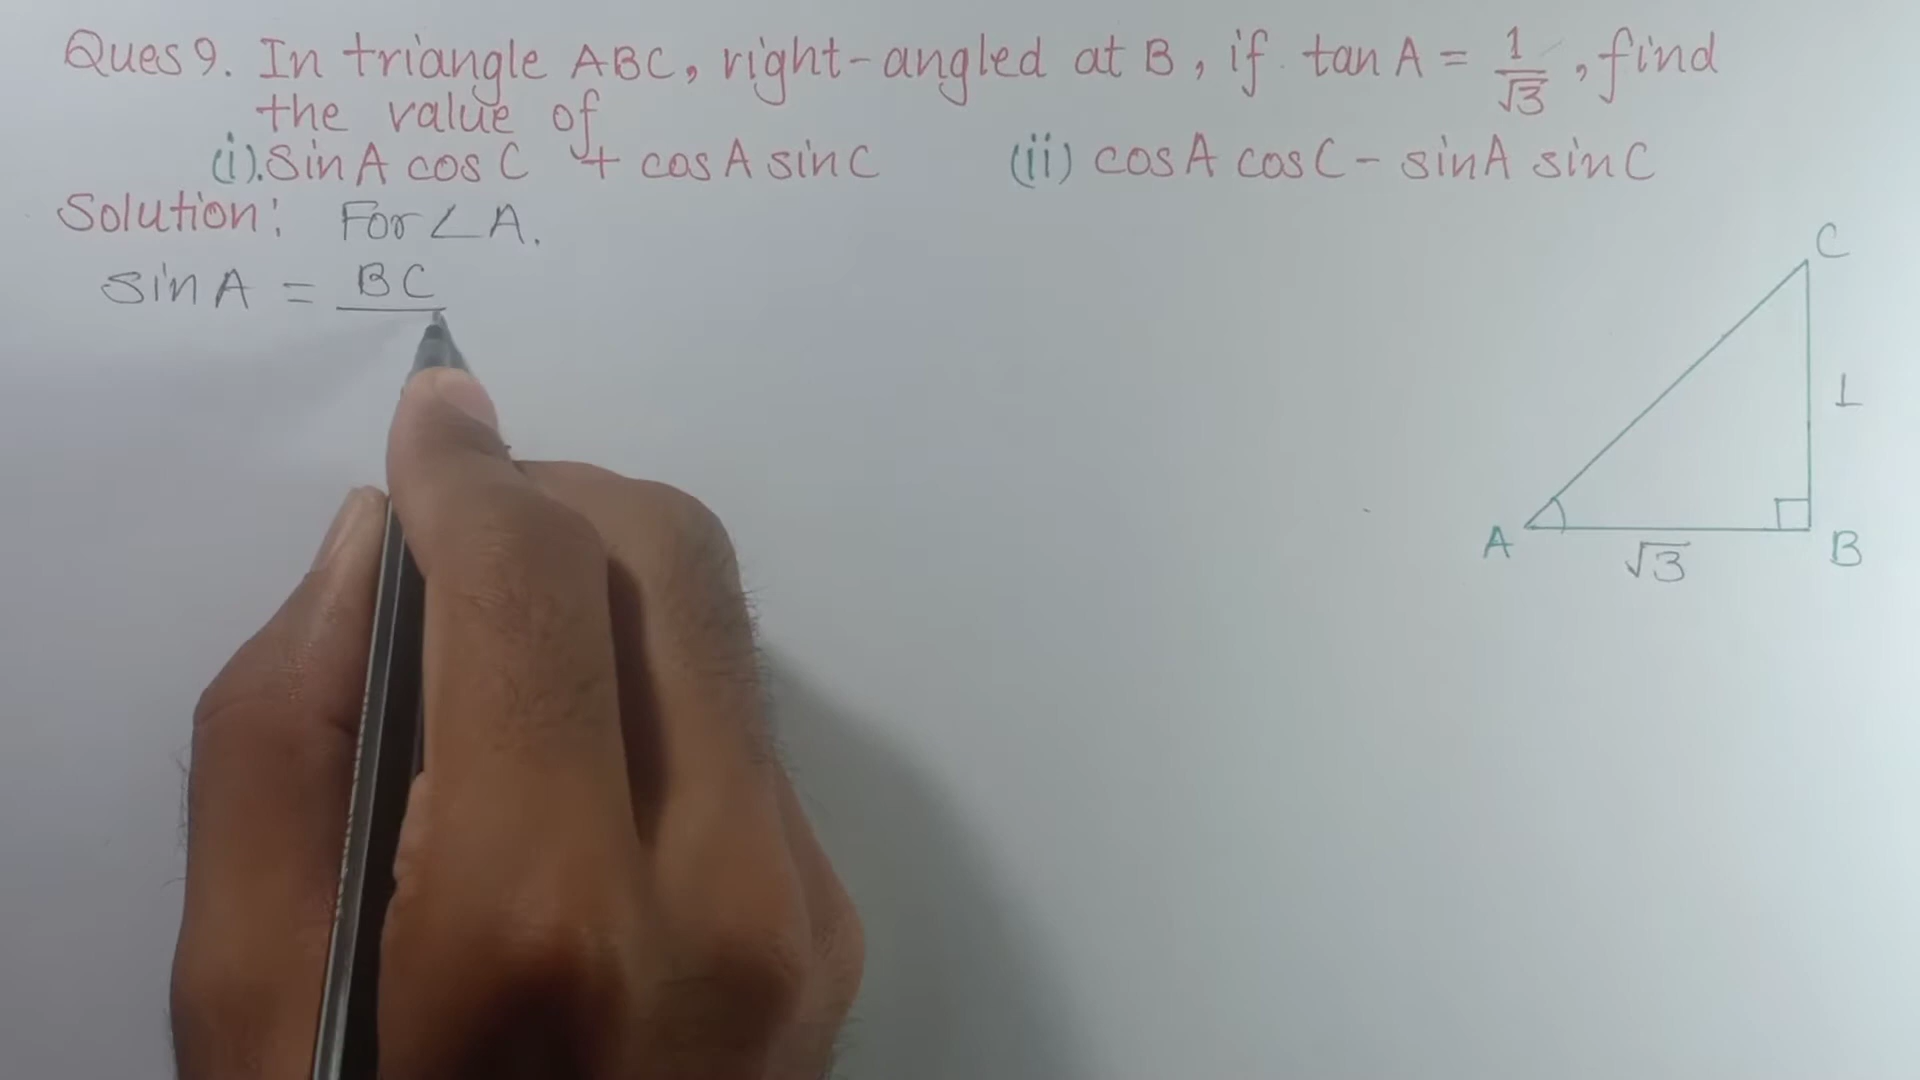 Ques 9. In triangle ABC, right-angled at B, if tan A = 1/√3, find
the value of
(i). sin A cos C + cos A sin C (ii) cos A cos C - sin A sin C
Solution: For ∠A.
sin A = BC
C
1
A
√3
B